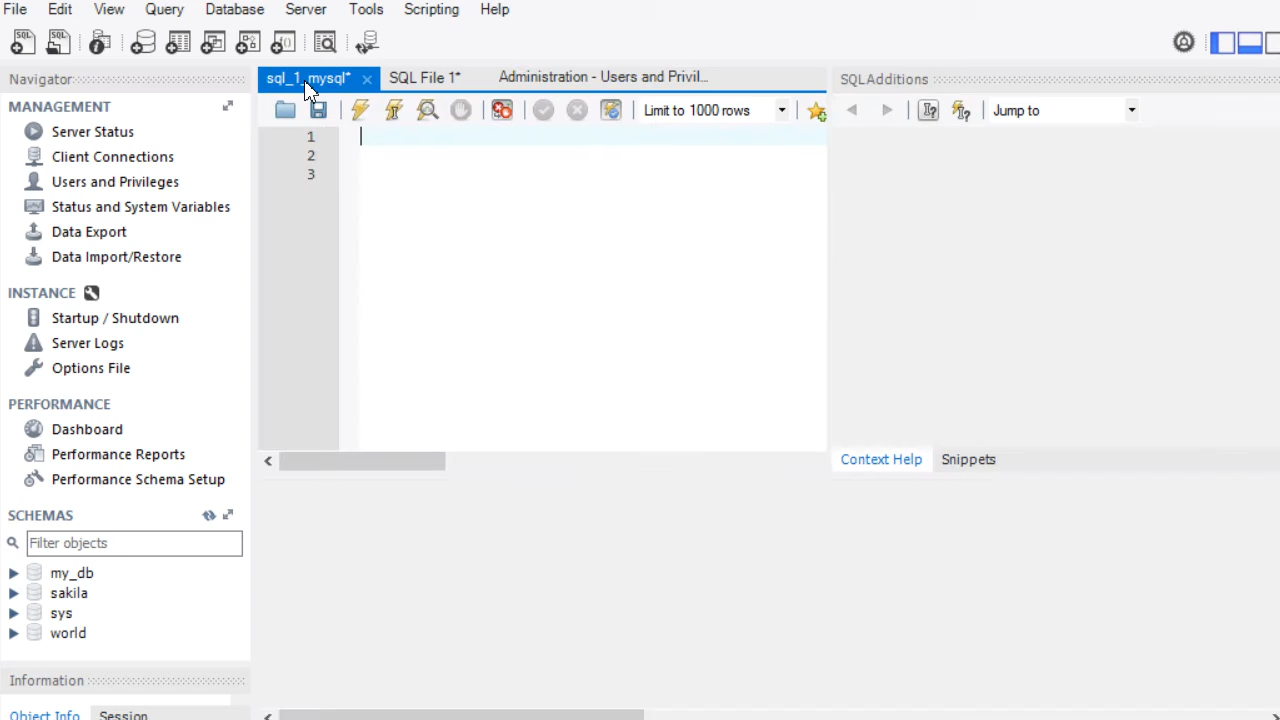 File Edit View Query Database Server Tools Scripting Help
SQL SQL
Navigator
MANAGEMENT
Server Status
Client Connections
Users and Privileges
Status and System Variables
Data Export
Data Import/Restore
INSTANCE
Startup / Shutdown
Server Logs
Options File
PERFORMANCE
Dashboard
Performance Reports
Performance Schema Setup
SCHEMAS
Filter objects
my_db
sakila
sys
world
Information
Object Info Session
sql_1_mysql* SQL File 1* Administration - Users and Privil...
Limit to 1000 rows
1
2
3
SQLAdditions
Jump to
Context Help Snippets